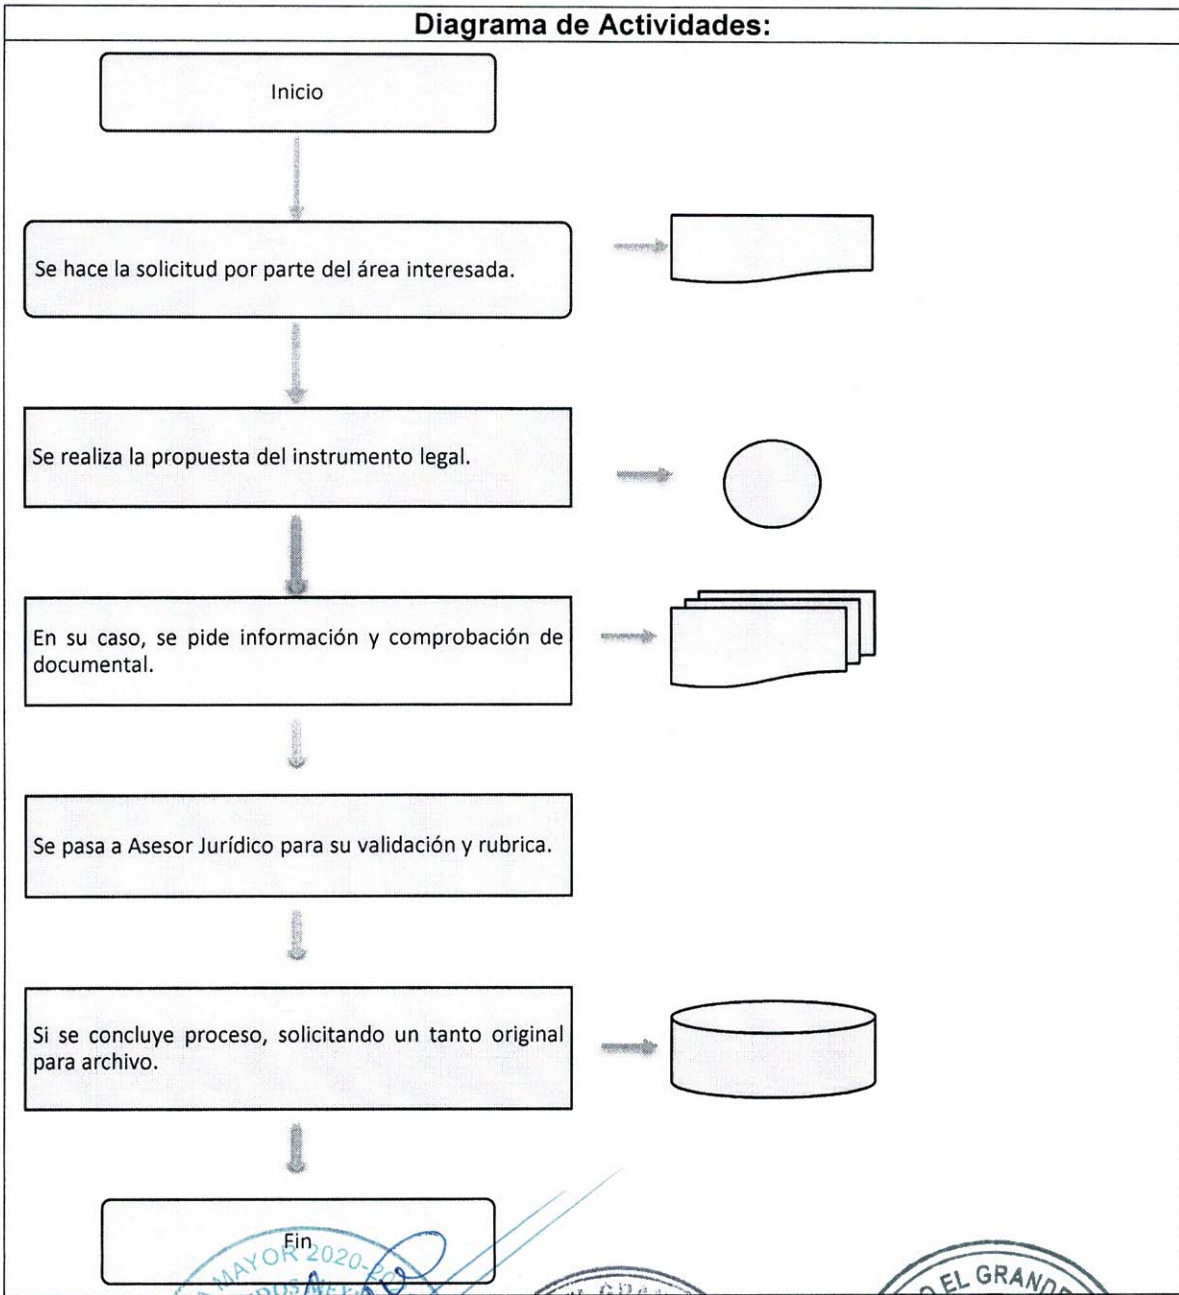 Diagrama de Actividades:
Inicio
Se hace la solicitud por parte del área interesada.
Se realiza la propuesta del instrumento legal.
En su caso, se pide información y comprobación de
documental.
Se pasa a Asesor Jurídico para su validación y rubrica.
Si se concluye proceso, solicitando un tanto original
para archivo.
Fin
MAYOR 2020-20
EL GRANDE